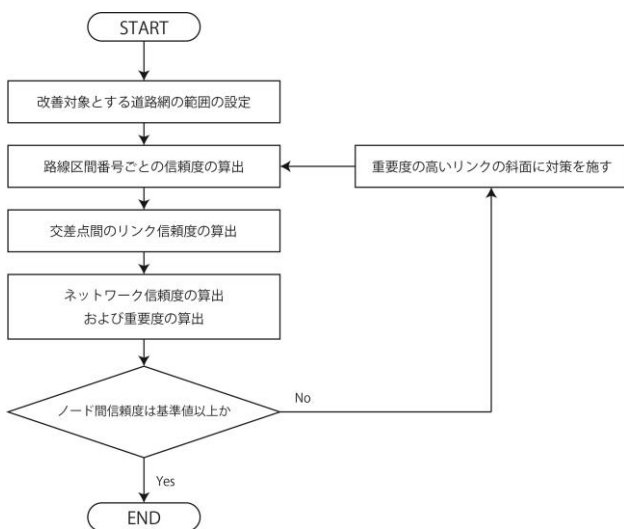 START
改善対象とする道路網の範囲の設定
路線区間番号ごとの信頼度の算出
重要度の高いリンクの斜面に対策を施す
交差点間のリンク信頼度の算出
ネットワーク信頼度の算出
および重要度の算出
ノード間信頼度は基準値以上か
No
Yes
END